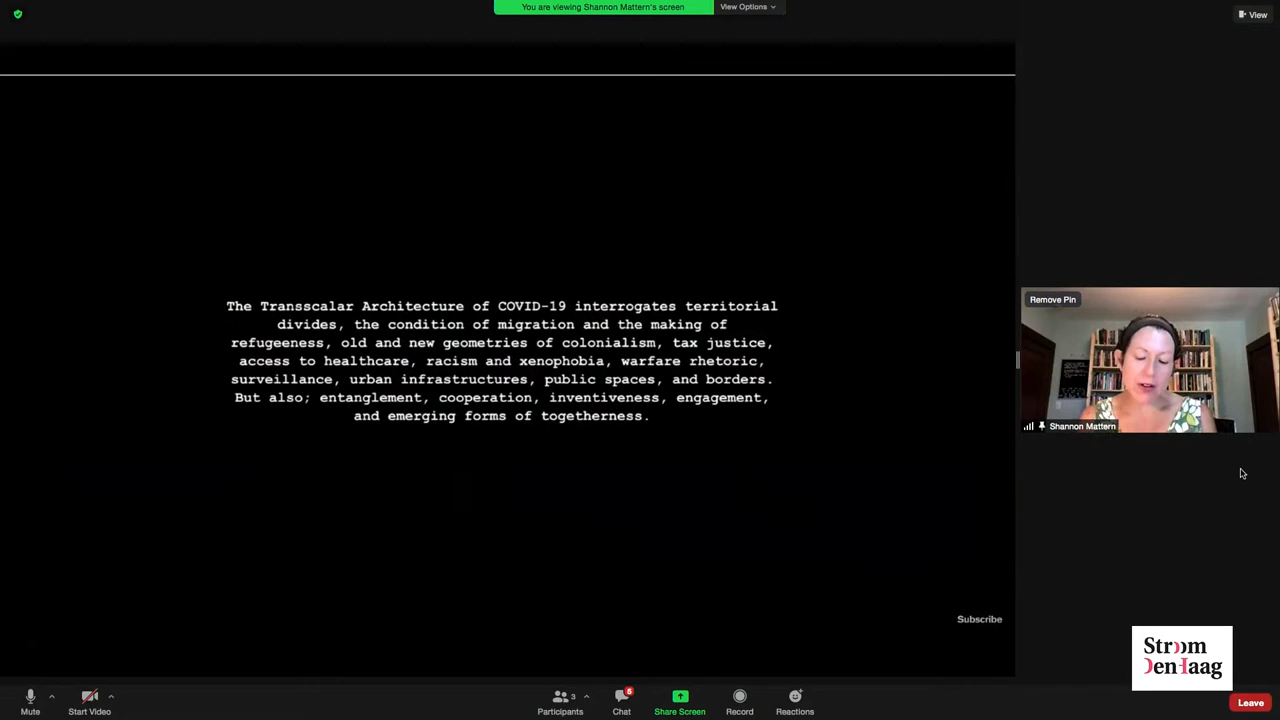 You are viewing Shannon Mattern's screen
View Options
View
The Transscalar Architecture of COVID-19 interrogates territorial
divides, the condition of migration and the making of
refugeeness, old and new geometries of colonialism, tax justice,
access to healthcare, racism and xenophobia, warfare rhetoric,
surveillance, urban infrastructures, public spaces, and borders.
But also; entanglement, cooperation, inventiveness, engagement,
and emerging forms of togetherness.
Remove Pin
Shannon Mattern
Subscribe
Stroom
Den Haag
Mute
Start Video
Participants
3
Chat
5
Share Screen
Record
Reactions
Leave